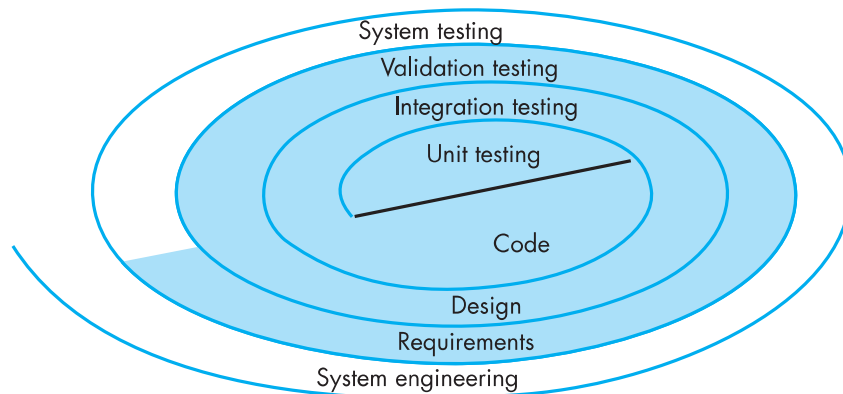 System testing
Validation testing
Integration testing
Unit testing
Code
Design
Requirements
System engineering